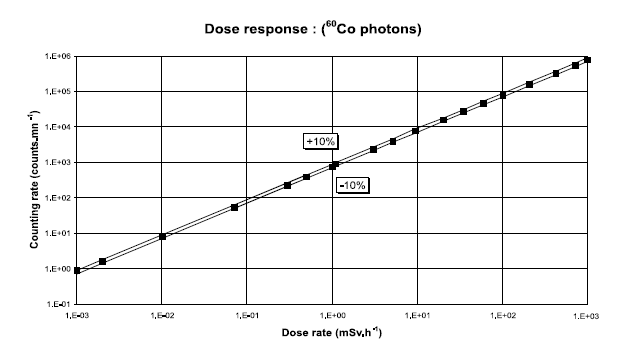 Dose response : (⁶⁰Co photons)
Counting rate (counts.mn⁻¹)
1.E+06
1.E+05
1.E+04
1.E+03
1.E+02
1.E+01
1.E+00
1.E-01
+10%
-10%
1,E-03 1,E-02 1,E-01 1,E+00 1,E+01 1,E+02 1,E+03
Dose rate (mSv.h⁻¹)